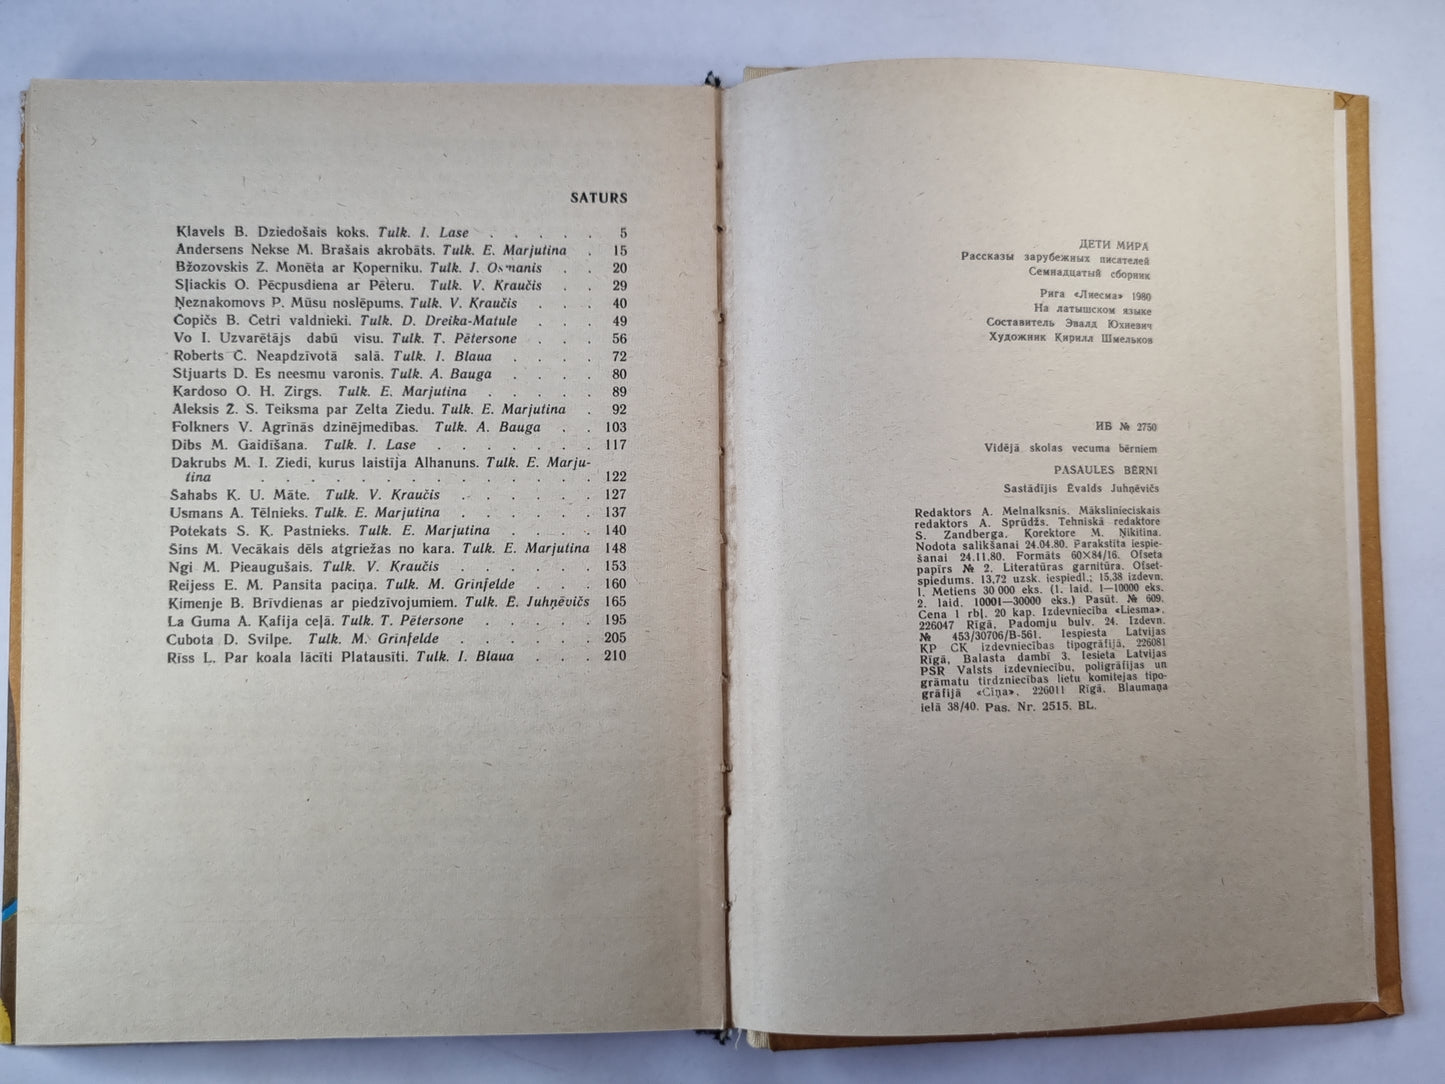 SATURS
Klavels B. Dziedošais koks. Tulk. I. Lase . . . . . 5
Andersens Nekse M. Brašais akrobāts. Tulk. E. Marjutina . 15
Bžozovskis Z. Monēta ar Koperniku. Tulk. J. Osmanis . . 20
Sļiackis O. Pēcpusdiena ar Pēteru. Tulk. V. Kraučis . . 29
Ņeznakomovs P. Mūsu noslēpums. Tulk. V. Kraučis . . . 40
Čopičs B. Četri valdnieki. Tulk. D. Dreika-Matule . . . 49
Vo I. Uzvarētājs dabū visu. Tulk. T. Pētersone . . . 56
Roberts Č. Neapdzīvotā salā. Tulk. I. Blaua . . . . 72
Stjuarts D. Es neesmu varonis. Tulk. A. Bauga . . . . 80
Kardoso O. H. Zirgs. Tulk. E. Marjutina . . . . . 89
Aleksis Ž. S. Teiksma par Zelta Ziedu. Tulk. E. Marjutina . 92
Folkners V. Agrīnās dzinējmedības. Tulk. A. Bauga . . 103
Dibs M. Gaidīšana. Tulk. I. Lase . . . . . . . 117
Dakrubs M. I. Ziedi, kurus laistīja Alhanuns. Tulk. E. Marju-
tina . . . . . . . . . . . . . . 122
Šahabs K. U. Māte. Tulk. V. Kraučis . . . . . . 127
Usmans A. Tēlnieks. Tulk. E. Marjutina . . . . . . 137
Potekats S. K. Pastnieks. Tulk. E. Marjutina . . . . 140
Šins M. Vecākais dēls atgriežas no kara. Tulk. E. Marjutina 148
Ngi M. Pieaugušais. Tulk. V. Kraučis . . . . . . 153
Reijess E. M. Pansita paciņa. Tulk. M. Grinfelde . . . 160
Ķimenje B. Brīvdienas ar piedzīvojumiem. Tulk. Ē. Juhņēvičs 165
La Guma A. Kafija ceļā. Tulk. T. Pētersone . . . . . 195
Cubota D. Svilpe. Tulk. M. Grinfelde . . . . . . 205
Rīss L. Par koala lācīti Platausīti. Tulk. I. Blaua . . . 210
ДЕТИ МИРА
Рассказы зарубежных писателей
Семнадцатый сборник
Рига «Лиесма» 1980
На латышском языке
Составитель Эвалд Юхневич
Художник Кирилл Шмельков
ИБ № 2750
Vidējā skolas vecuma bērniem
PASAULES BĒRNI
Sastādījis Ēvalds Juhņēvičs
Redaktors A. Melnalksnis. Mākslinieciskais
redaktors A. Sprūdžs. Tehniskā redaktore
S. Zandberga. Korektore M. Ņikitina.
Nodota salikšanai 24.04.80. Parakstīta iespie-
šanai 24.11.80. Formāts 60×84/16. Ofseta
papīrs № 2. Literatūras garnitūra. Ofset-
spiedums. 13,72 uzsk. iespiedl.; 15,38 izdevn.
l. Metiens 30 000 eks. (1. laid. 1—10000 eks.
2. laid. 10001—30000 eks.) Pasūt. № 609.
Cena 1 rbļ. 20 kap. Izdevniecība «Liesma»,
226047 Rīgā, Padomju bulv. 24. Izdevn.
№ 453/30706/B-561. Iespiesta Latvijas
KP CK izdevniecības tipogrāfijā, 226081
Rīgā, Balasta dambī 3. Iesieta Latvijas
PSR Valsts izdevniecību, poligrāfijas un
grāmatu tirdzniecības lietu komitejas tipo-
grāfijā «Cīņa», 226011 Rīgā, Blaumaņa
ielā 38/40. Pas. Nr. 2515. BL.